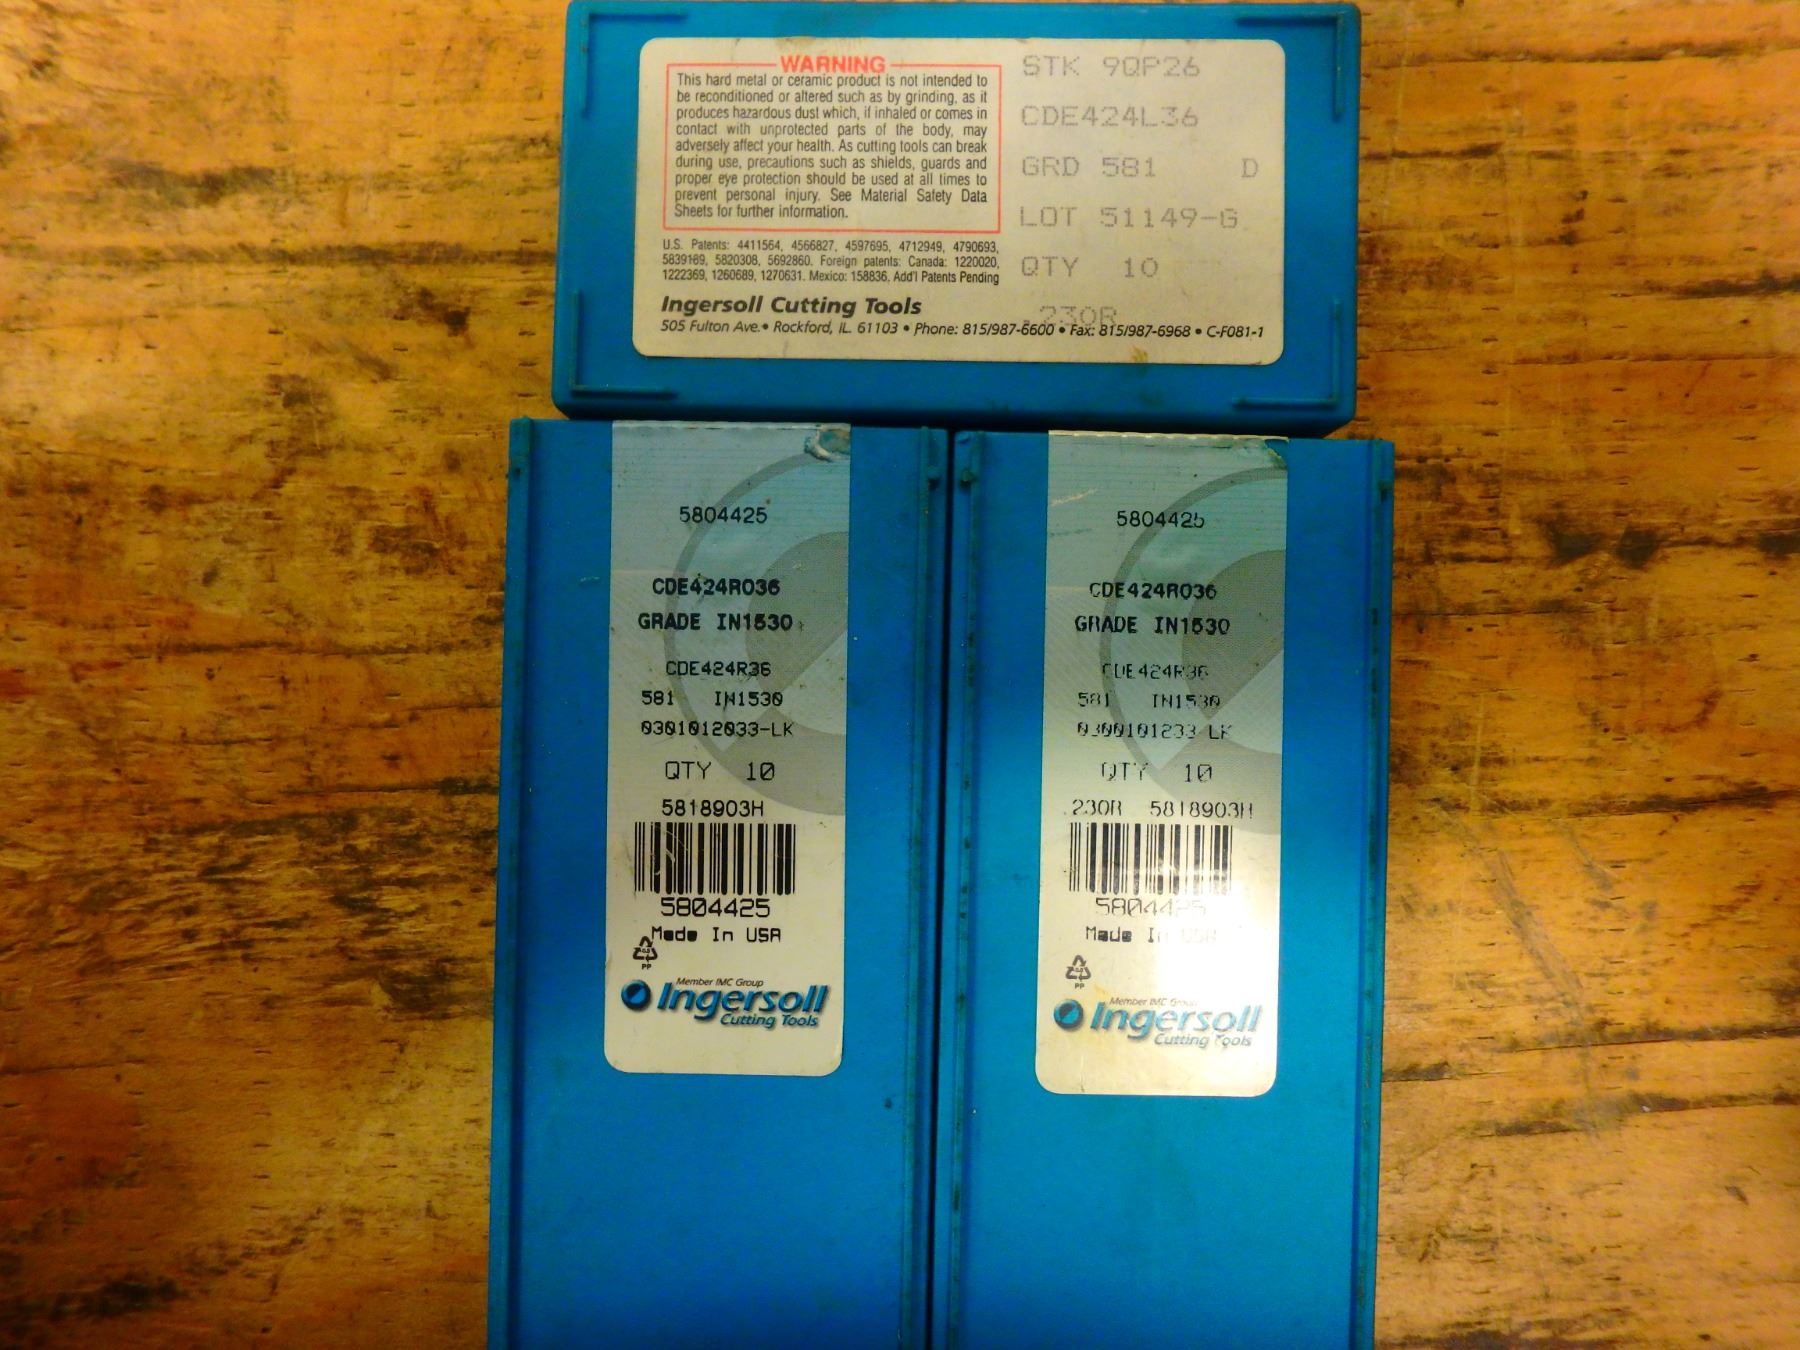 WARNING
This hard metal or ceramic product is not intended to
be reconditioned or altered such as by grinding, as it
produces hazardous dust which, if inhaled or comes in
contact with unprotected parts of the body, may
adversely affect your health. As cutting tools can break
during use, precautions such as shields, guards and
proper eye protection should be used at all times to
prevent personal injury. See Material Safety Data
Sheets for further information.
U.S. Patents: 4411564, 4566827, 4597695, 4712949, 4790693,
5839169, 5820308, 5692860. Foreign patents: Canada: 1220020,
1222369, 1260689, 1270631. Mexico: 158836. Add'l Patents Pending
STK 9QP26
CDE424L36
GRD 581 D
LOT 51149-G
QTY 10
.230R
Ingersoll Cutting Tools
505 Fulton Ave. • Rockford, IL. 61103 • Phone: 815/987-6600 • Fax: 815/987-6968 • C-F081-1
5804425
CDE424R036
GRADE IN1530
CDE424R36
581 IN1530
0301012033-LK
QTY 10
5818903H
5804425
Made In USA
PP
Member IMC Group
Ingersoll
Cutting Tools
5804425
CDE424R036
GRADE IN1530
CDE424R36
581 IN1530
0300101233-LK
QTY 10
.230R 5818903H
5804425
Made In USA
PP
Member IMC Group
Ingersoll
Cutting Tools